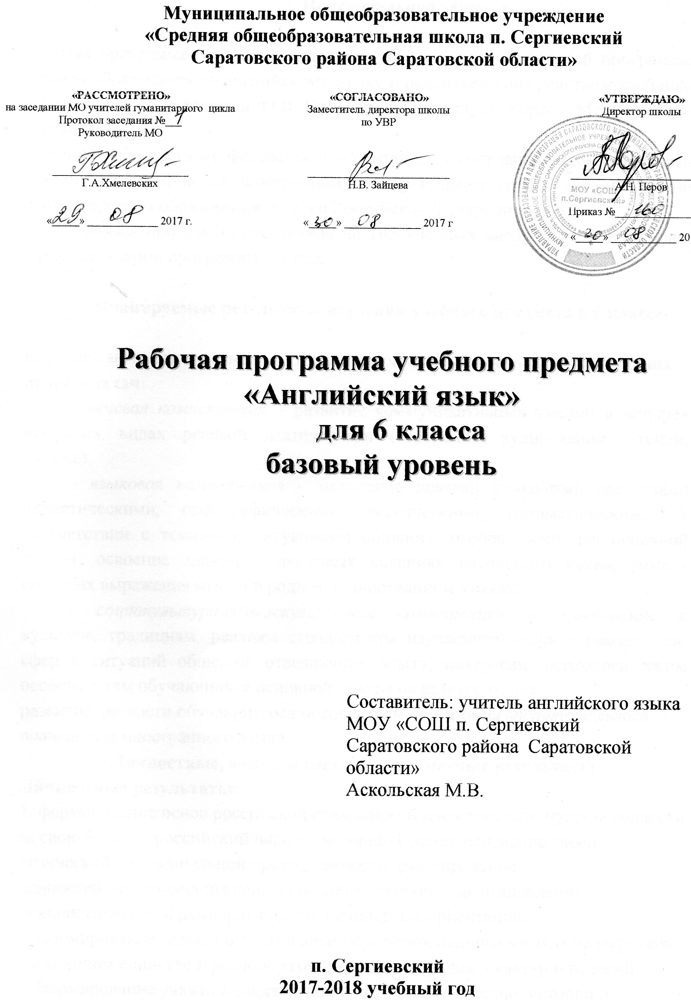 Муниципальное общеобразовательное учреждение
«Средняя общеобразовательная школа п. Сергиевский
Саратовского района Саратовской области»
«РАССМОТРЕНО»
на заседании МО учителей гуманитарного цикла
Протокол заседания № 1
Руководитель МО
Г.А.Хмелевских
«29» 08 2017 г.
«СОГЛАСОВАНО»
Заместитель директора школы
по УВР
Н.В. Зайцева
«30» 08 2017 г
«УТВЕРЖДАЮ»
Директор школы
А.Н. Перов
Приказ № 160
«30» 08 20
МОУ «СОШ
п.Сергиевский»
Рабочая программа учебного предмета
«Английский язык»
для 6 класса
базовый уровень
Составитель: учитель английского языка
МОУ «СОШ п. Сергиевский
Саратовского района Саратовской
области»
Аскольская М.В.
п. Сергиевский
2017-2018 учебный год